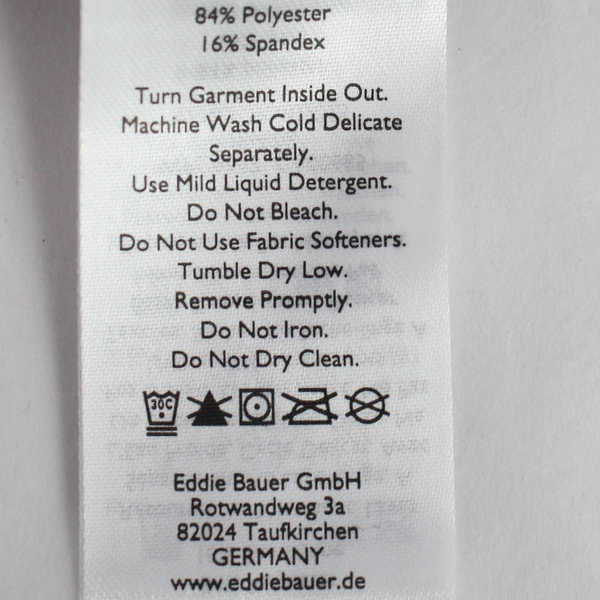 84% Polyester
16% Spandex
Turn Garment Inside Out.
Machine Wash Cold Delicate
Separately.
Use Mild Liquid Detergent.
Do Not Bleach.
Do Not Use Fabric Softeners.
Tumble Dry Low.
Remove Promptly.
Do Not Iron.
Do Not Dry Clean.
30C
Eddie Bauer GmbH
Rotwandweg 3a
82024 Taufkirchen
GERMANY
www.eddiebauer.de